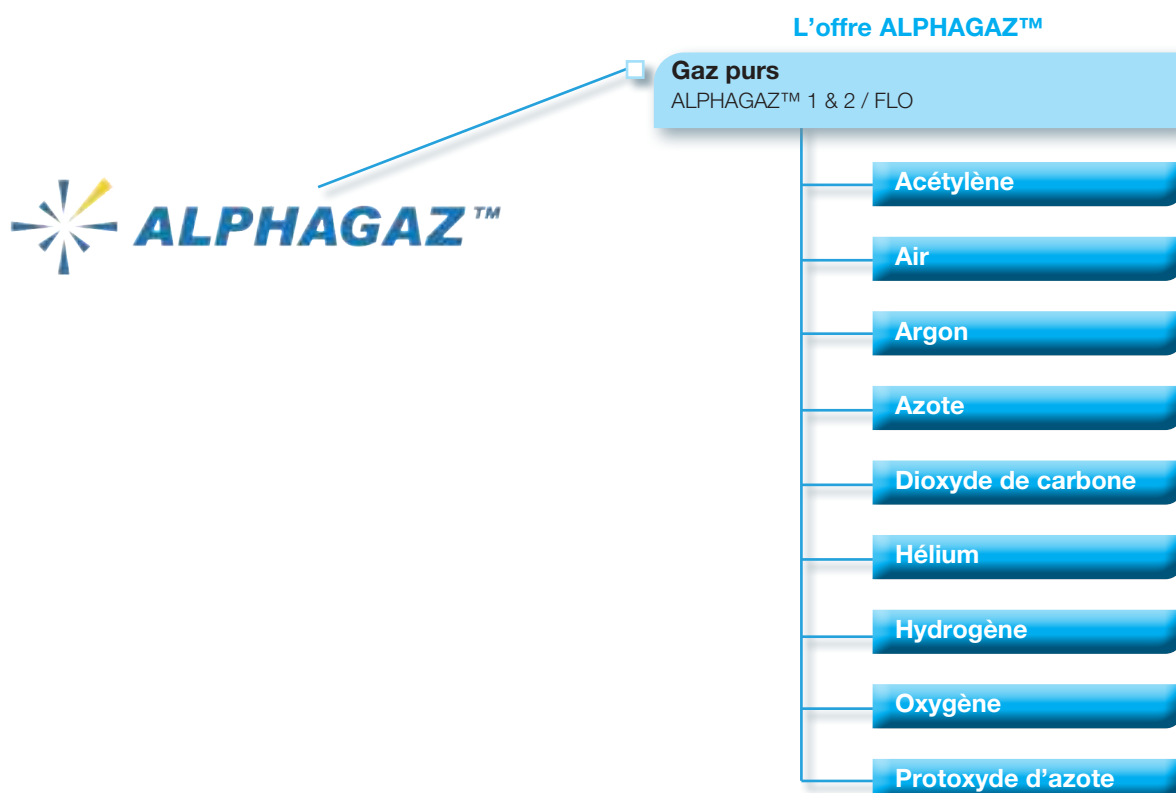 L'offre ALPHAGAZ™
Gaz purs
ALPHAGAZ™ 1 & 2 / FLO
ALPHAGAZ™
Acétylène
Air
Argon
Azote
Dioxyde de carbone
Hélium
Hydrogène
Oxygène
Protoxyde d'azote